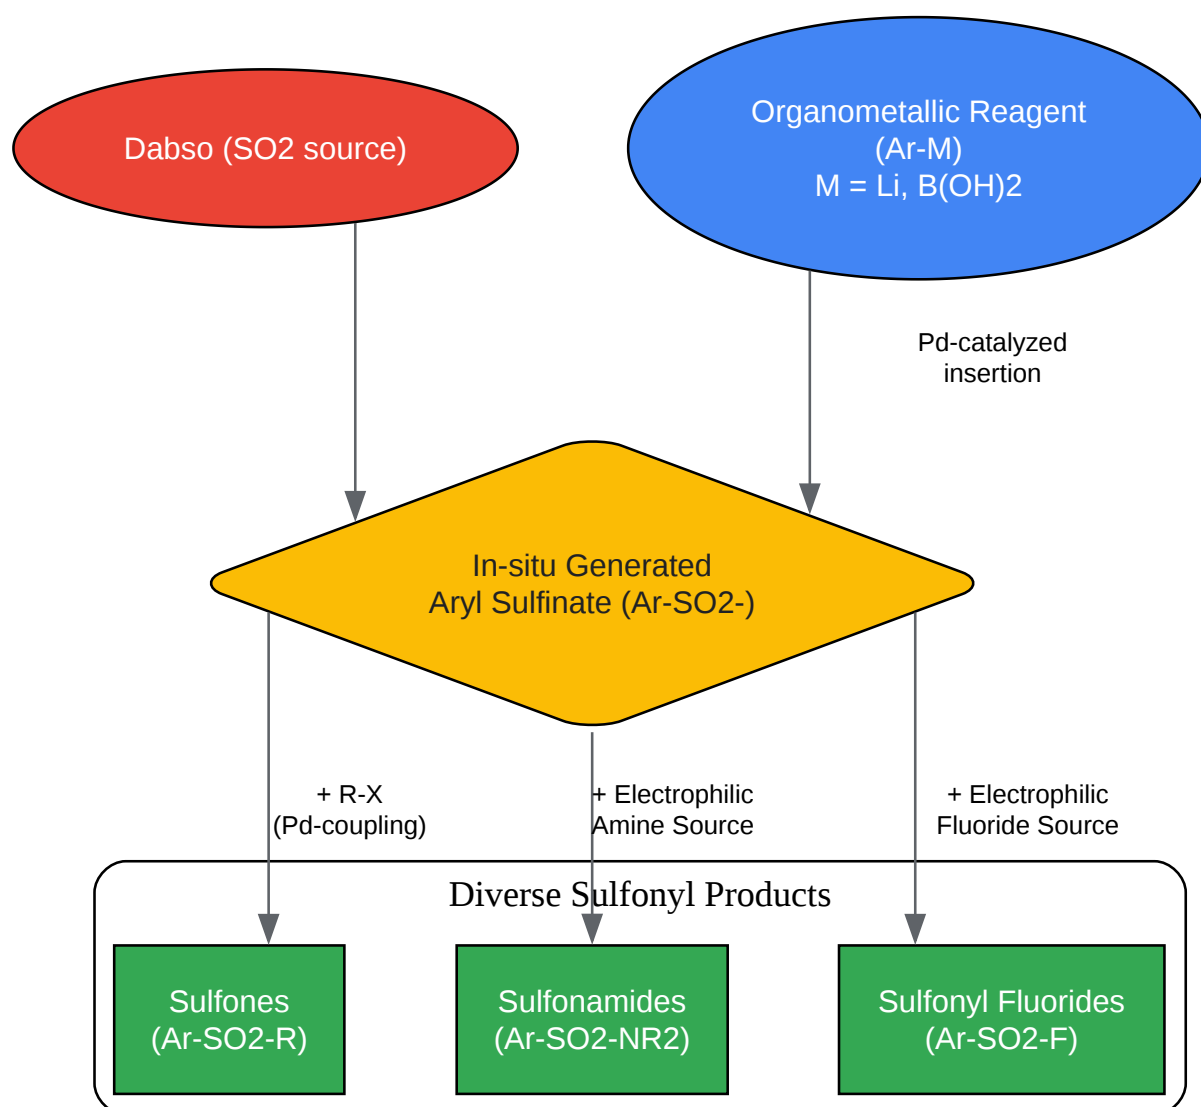 Dabso (SO2 source)
Organometallic Reagent
(Ar-M)
M = Li, B(OH)2
Pd-catalyzed
insertion
In-situ Generated
Aryl Sulfinate (Ar-SO2-)
+ R-X
(Pd-coupling)
+ Electrophilic
Amine Source
+ Electrophilic
Fluoride Source
Diverse Sulfonyl Products
Sulfones
(Ar-SO2-R)
Sulfonamides
(Ar-SO2-NR2)
Sulfonyl Fluorides
(Ar-SO2-F)